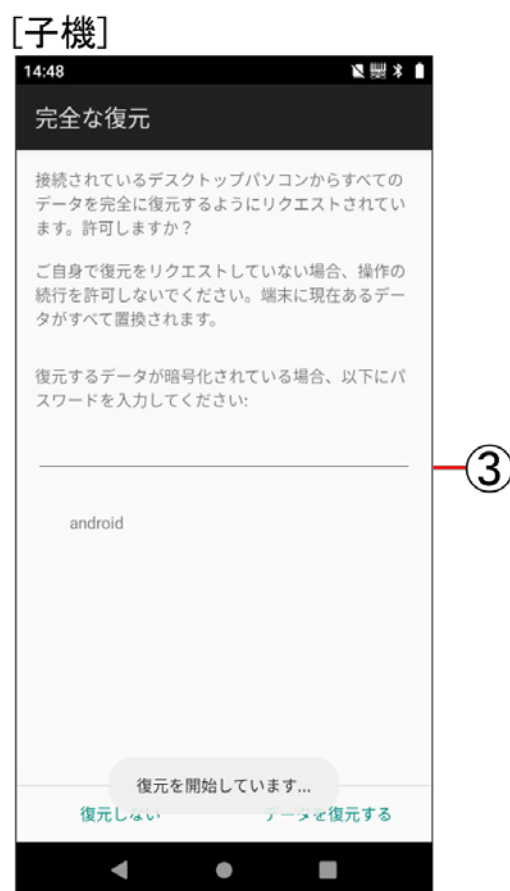 [子機]
14:48
完全な復元
接続されているデスクトップパソコンからすべての
データを完全に復元するようにリクエストされてい
ます。許可しますか？
ご自身で復元をリクエストしていない場合、操作の
続行を許可しないでください。端末に現在あるデー
タがすべて置換されます。
復元するデータが暗号化されている場合、以下にパ
スワードを入力してください:
③
android
復元を開始しています...
復元しない データを復元する